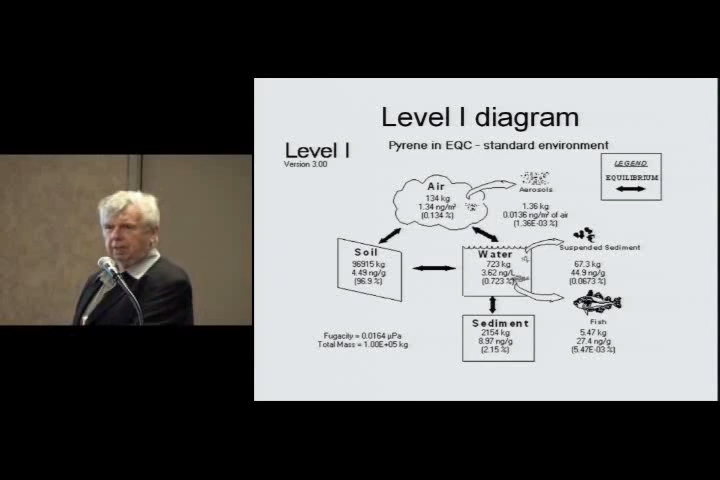 Level I diagram
Level I
Version 3.00
Pyrene in EQC - standard environment
LEGEND
EQUILIBRIUM
Air
134 kg
1.34 ng/m³
(0.134 %)
Aerosols
1.36 kg
0.0136 ng/m³ of air
(1.36E-03 %)
Soil
96915 kg
4.49 ng/g
(96.9 %)
Water
723 kg
3.62 ng/L
(0.723 %)
Suspended Sediment
67.3 kg
44.9 ng/g
(0.0673 %)
Fish
5.47 kg
27.4 ng/g
(5.47E-03 %)
Sediment
2154 kg
8.97 ng/g
(2.15 %)
Fugacity = 0.0164 µPa
Total Mass = 1.00E+05 kg